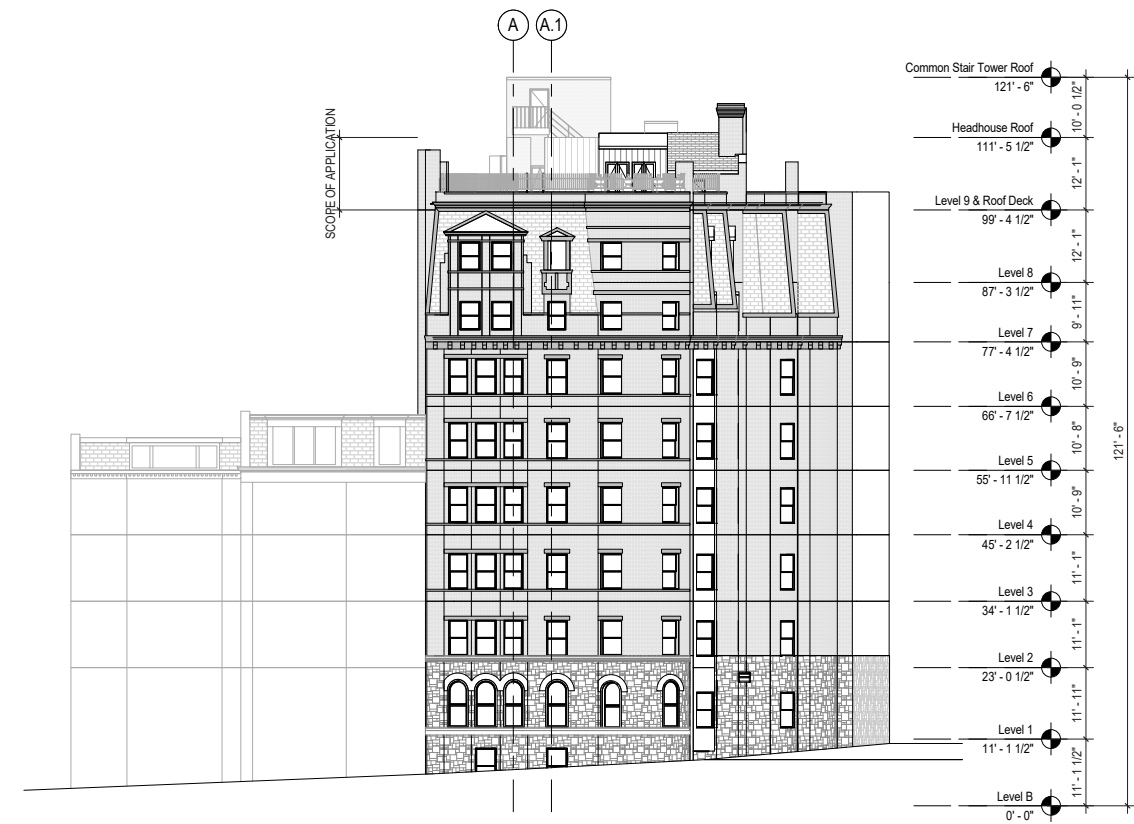 A
A.1
SCOPE OF APPLICATION
Common Stair Tower Roof
121' - 6"
10' - 0 1/2"
Headhouse Roof
111' - 5 1/2"
12' - 1"
Level 9 & Roof Deck
99' - 4 1/2"
12' - 1"
Level 8
87' - 3 1/2"
9' - 11"
Level 7
77' - 4 1/2"
10' - 9"
Level 6
66' - 7 1/2"
10' - 8"
121' - 6"
Level 5
55' - 11 1/2"
10' - 9"
Level 4
45' - 2 1/2"
11' - 1"
Level 3
34' - 1 1/2"
11' - 1"
Level 2
23' - 0 1/2"
11' - 11"
Level 1
11' - 1 1/2"
11' - 1 1/2"
Level B
0' - 0"